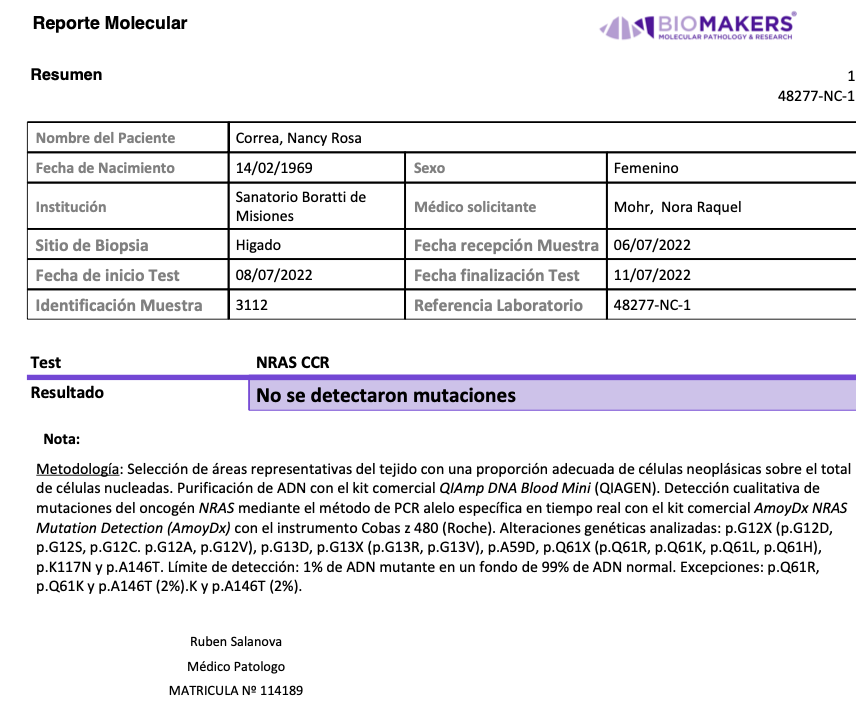 Reporte Molecular
BIOMAKERS®
MOLECULAR PATHOLOGY & RESEARCH
Resumen
1
48277-NC-1
Nombre del Paciente Correa, Nancy Rosa
Fecha de Nacimiento 14/02/1969 Sexo Femenino
Institución Sanatorio Boratti de Misiones Médico solicitante Mohr, Nora Raquel
Sitio de Biopsia Higado Fecha recepción Muestra 06/07/2022
Fecha de inicio Test 08/07/2022 Fecha finalización Test 11/07/2022
Identificación Muestra 3112 Referencia Laboratorio 48277-NC-1
Test NRAS CCR
Resultado No se detectaron mutaciones
Nota:
Metodología: Selección de áreas representativas del tejido con una proporción adecuada de células neoplásicas sobre el total
de células nucleadas. Purificación de ADN con el kit comercial QIAmp DNA Blood Mini (QIAGEN). Detección cualitativa de
mutaciones del oncogén NRAS mediante el método de PCR alelo específica en tiempo real con el kit comercial AmoyDx NRAS
Mutation Detection (AmoyDx) con el instrumento Cobas z 480 (Roche). Alteraciones genéticas analizadas: p.G12X (p.G12D,
p.G12S, p.G12C. p.G12A, p.G12V), p.G13D, p.G13X (p.G13R, p.G13V), p.A59D, p.Q61X (p.Q61R, p.Q61K, p.Q61L, p.Q61H),
p.K117N y p.A146T. Límite de detección: 1% de ADN mutante en un fondo de 99% de ADN normal. Excepciones: p.Q61R,
p.Q61K y p.A146T (2%).K y p.A146T (2%).
Ruben Salanova
Médico Patologo
MATRICULA Nº 114189